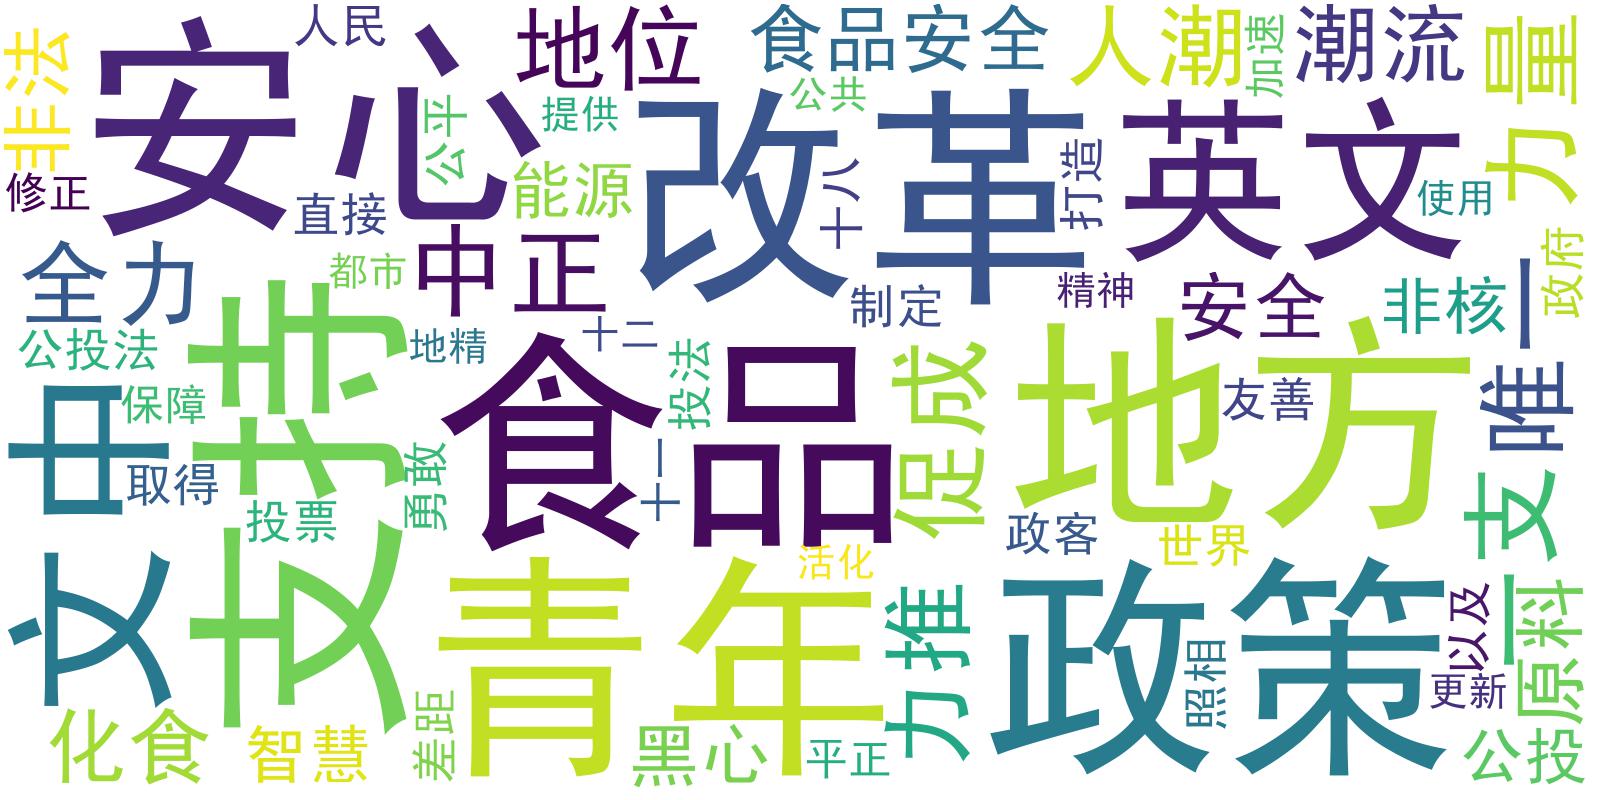 非法
安心
人民
地位
食品安全
人潮
加速
潮流
力量
公平
提供
公共
改革
英文
修正
直接
能源
十八
打造
使用
全力
都市
中正
制定
精神
安全
非核
一
政府
公投法
支持
地精
十二
食品
投法
促成
地方
友善
唯
文中
保障
取得
投票
勇敢
十一
政客
世界
支
青年
活化
政策
力推
照相
以及
更新
原料
一
化食
智慧
差距
黑心
平正
公投